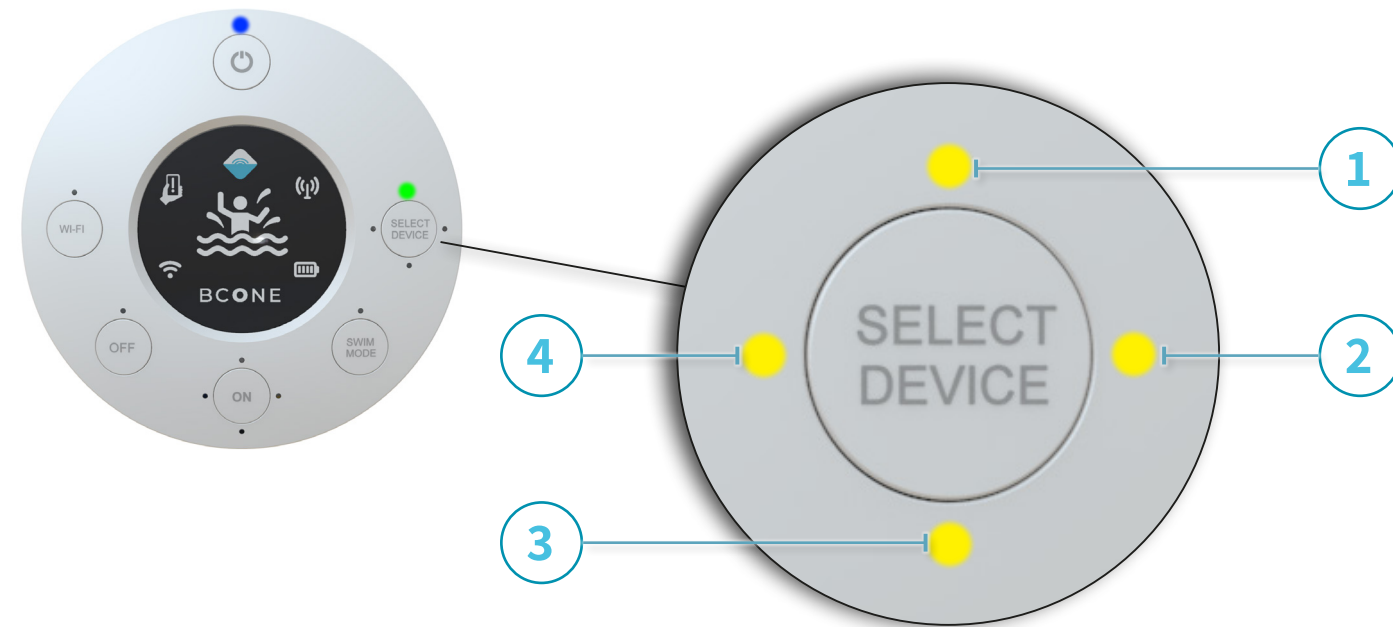 WI-FI
SELECT
DEVICE
BCONE
OFF
SWIM
MODE
ON
SELECT
DEVICE
1
2
4
3